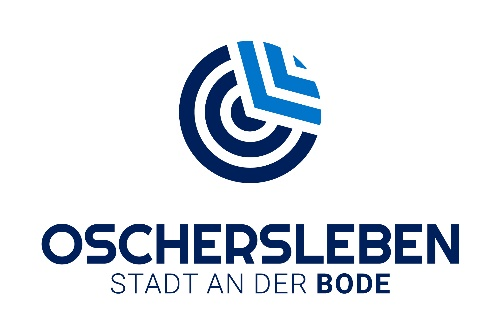 OSCHERSLEBEN
STADT AN DER BODE